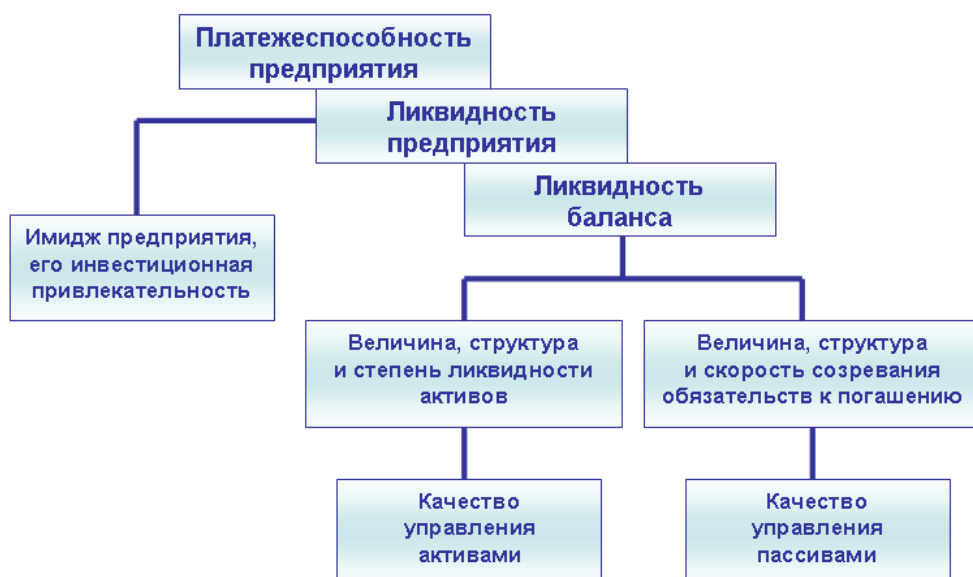 Платежеспособность
предприятия
Ликвидность
предприятия
Ликвидность
баланса
Имидж предприятия,
его инвестиционная
привлекательность
Величина, структура
и степень ликвидности
активов
Величина, структура
и скорость созревания
обязательств к погашению
Качество
управления
активами
Качество
управления
пассивами